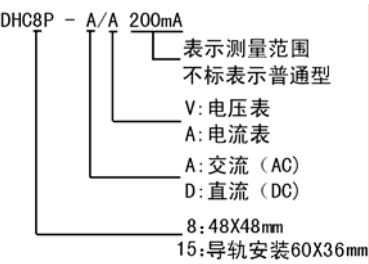 DHC8P - A/A 200mA
表示测量范围
不标表示普通型
V:电压表
A:电流表
A:交流（AC)
D:直流（DC)
8:48X48mm
15:导轨安装60X36mm